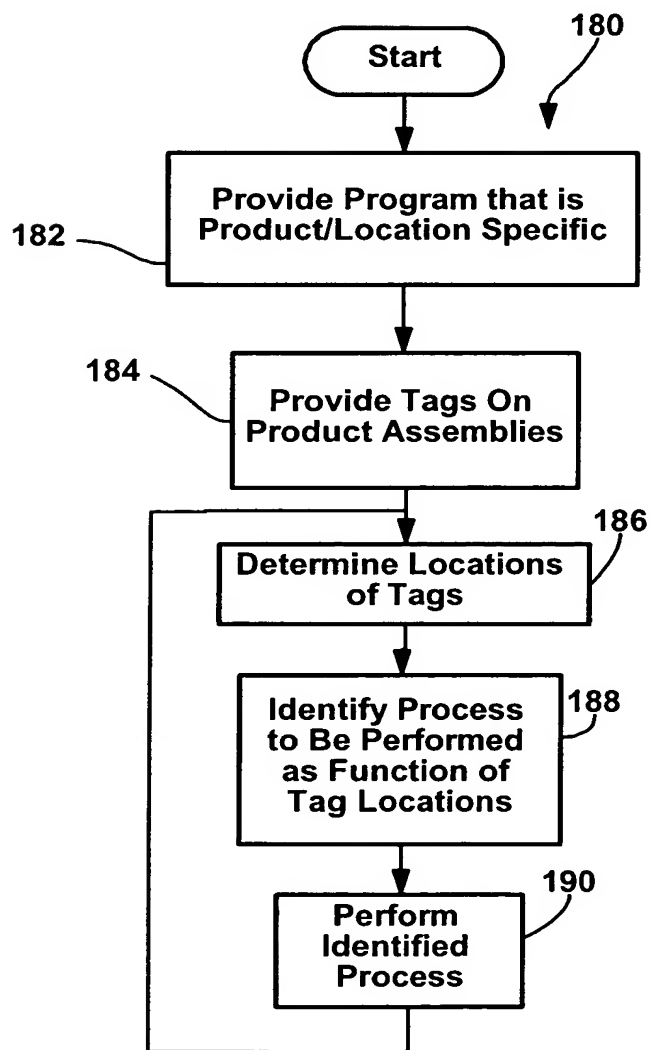 180
Start
Provide Program that is
Product/Location Specific
182
184
Provide Tags On
Product Assemblies
186
Determine Locations
of Tags
Identify Process
to Be Performed
as Function of
Tag Locations
188
190
Perform
Identified
Process